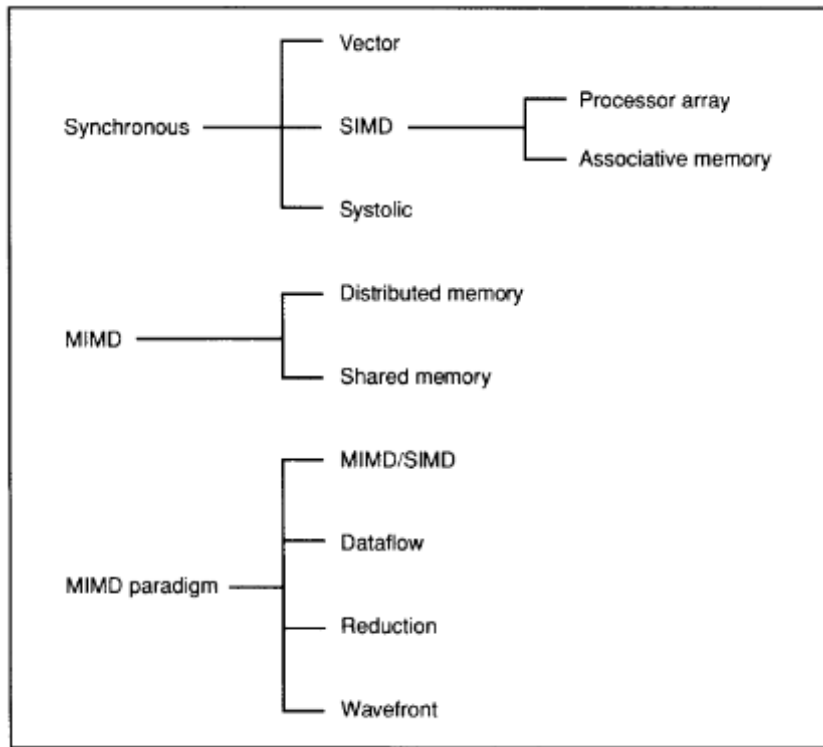 Vector
Synchronous
SIMD
Processor array
Associative memory
Systolic
MIMD
Distributed memory
Shared memory
MIMD paradigm
MIMD/SIMD
Dataflow
Reduction
Wavefront